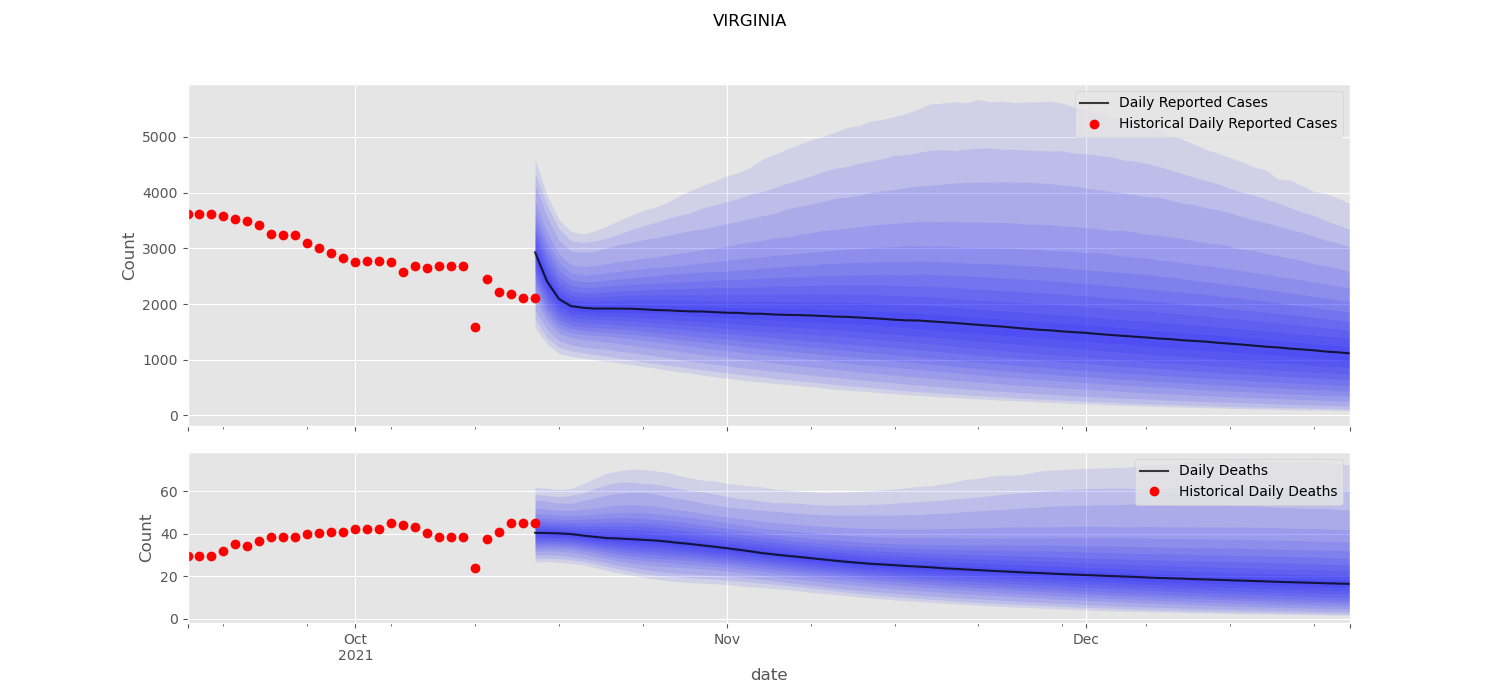 VIRGINIA
Daily Reported Cases
Historical Daily Reported Cases
5000
4000
3000
2000
1000
0
Count
Daily Deaths
Historical Daily Deaths
60
40
20
0
Count
Oct
2021
Nov
Dec
date